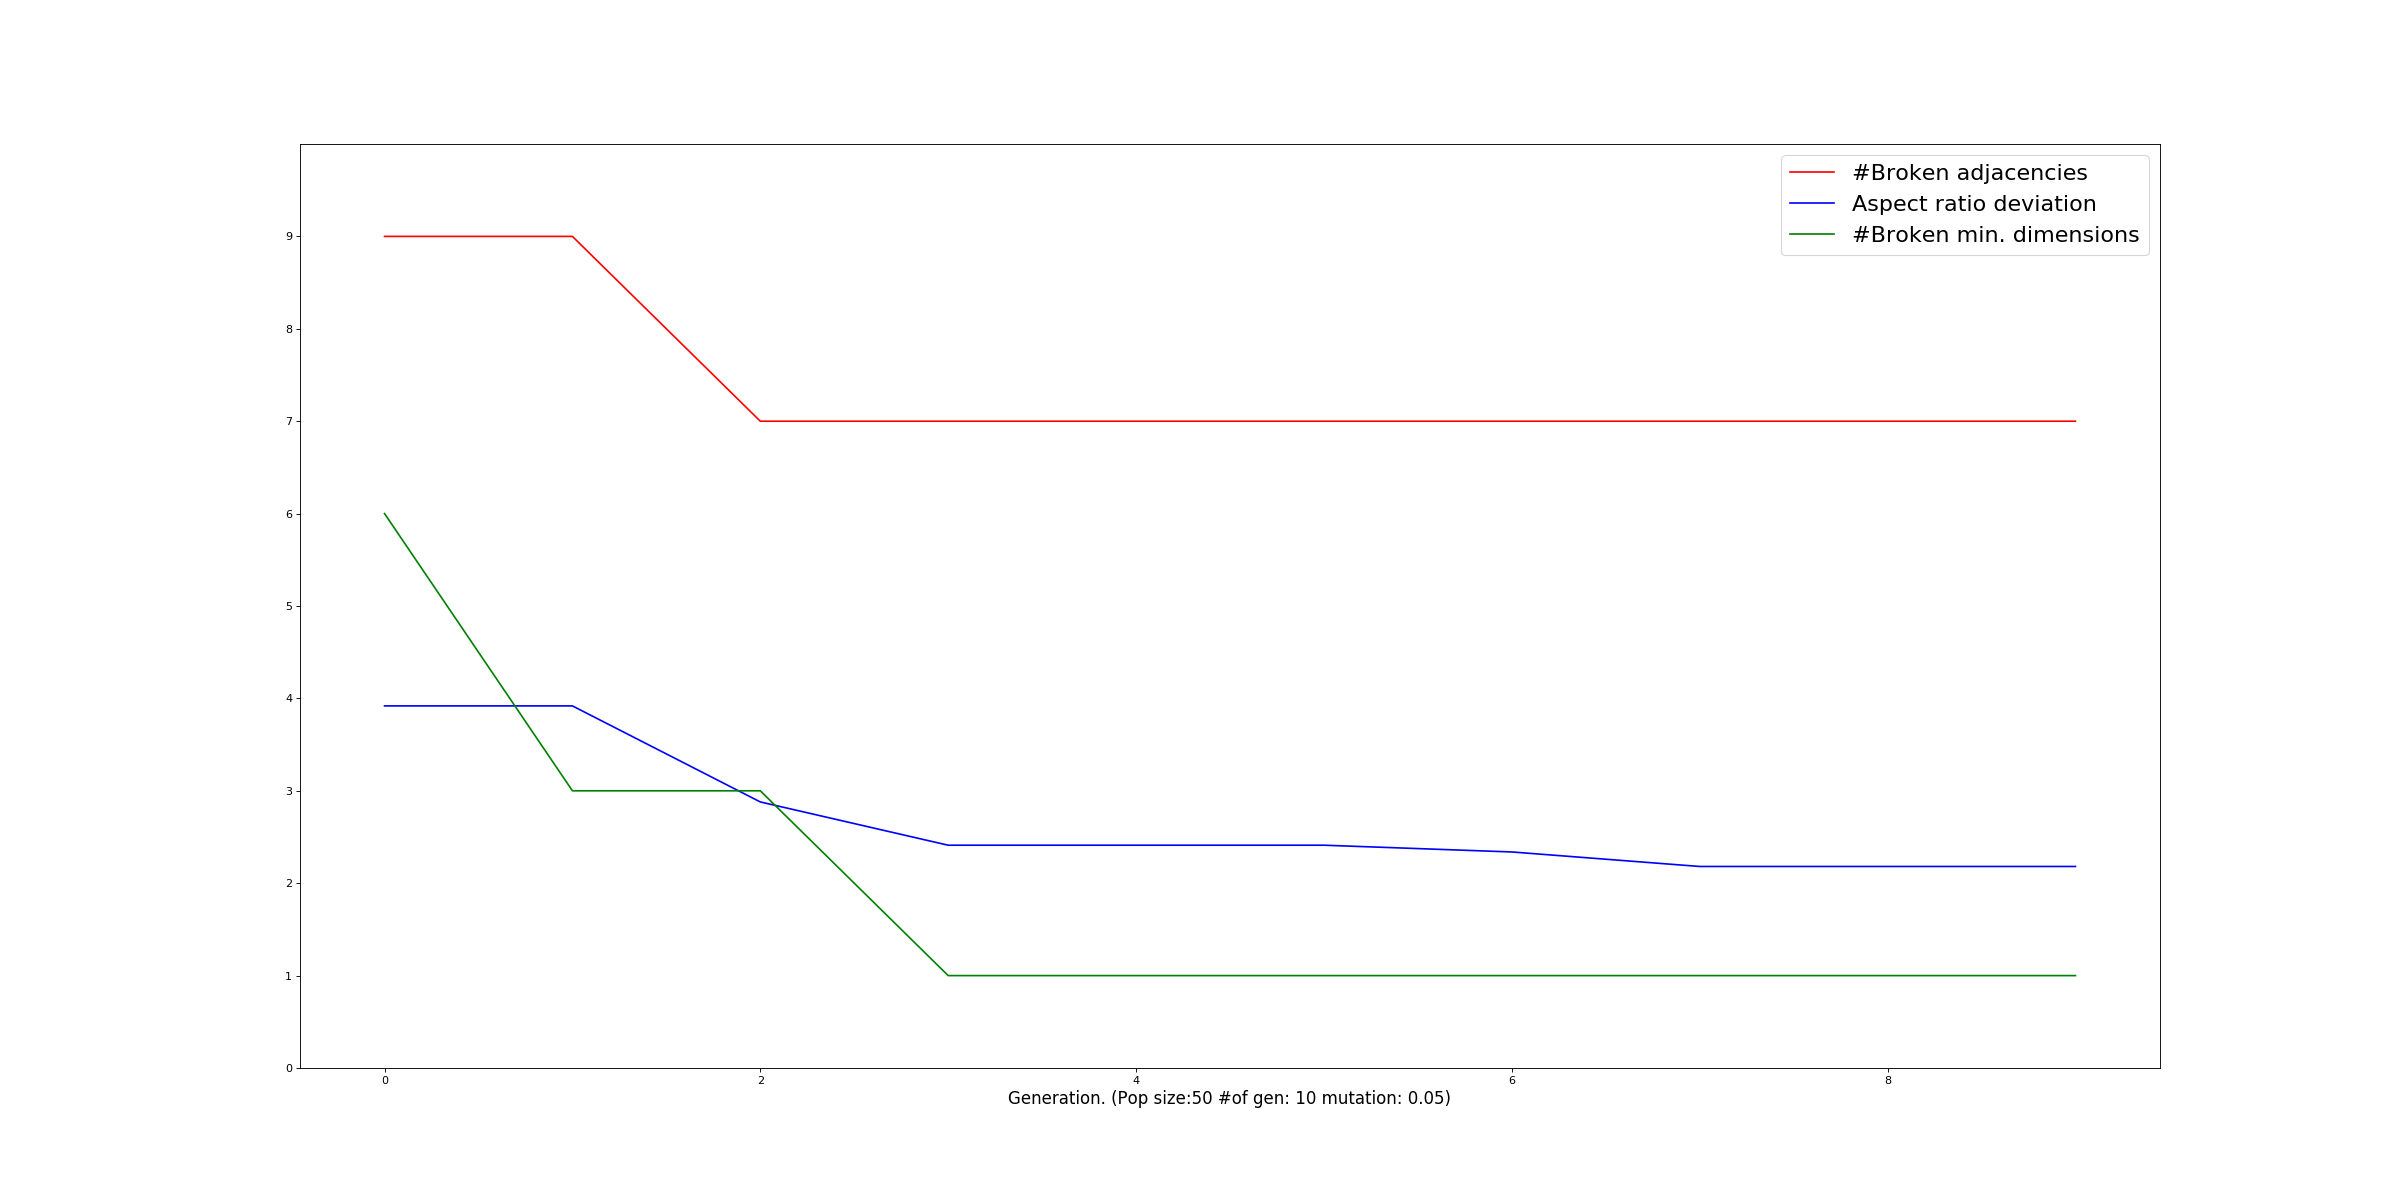 #Broken adjacencies
Aspect ratio deviation
#Broken min. dimensions
9
8
7
6
5
4
3
2
1
0
0 2 4 6 8
Generation. (Pop size:50 #of gen: 10 mutation: 0.05)